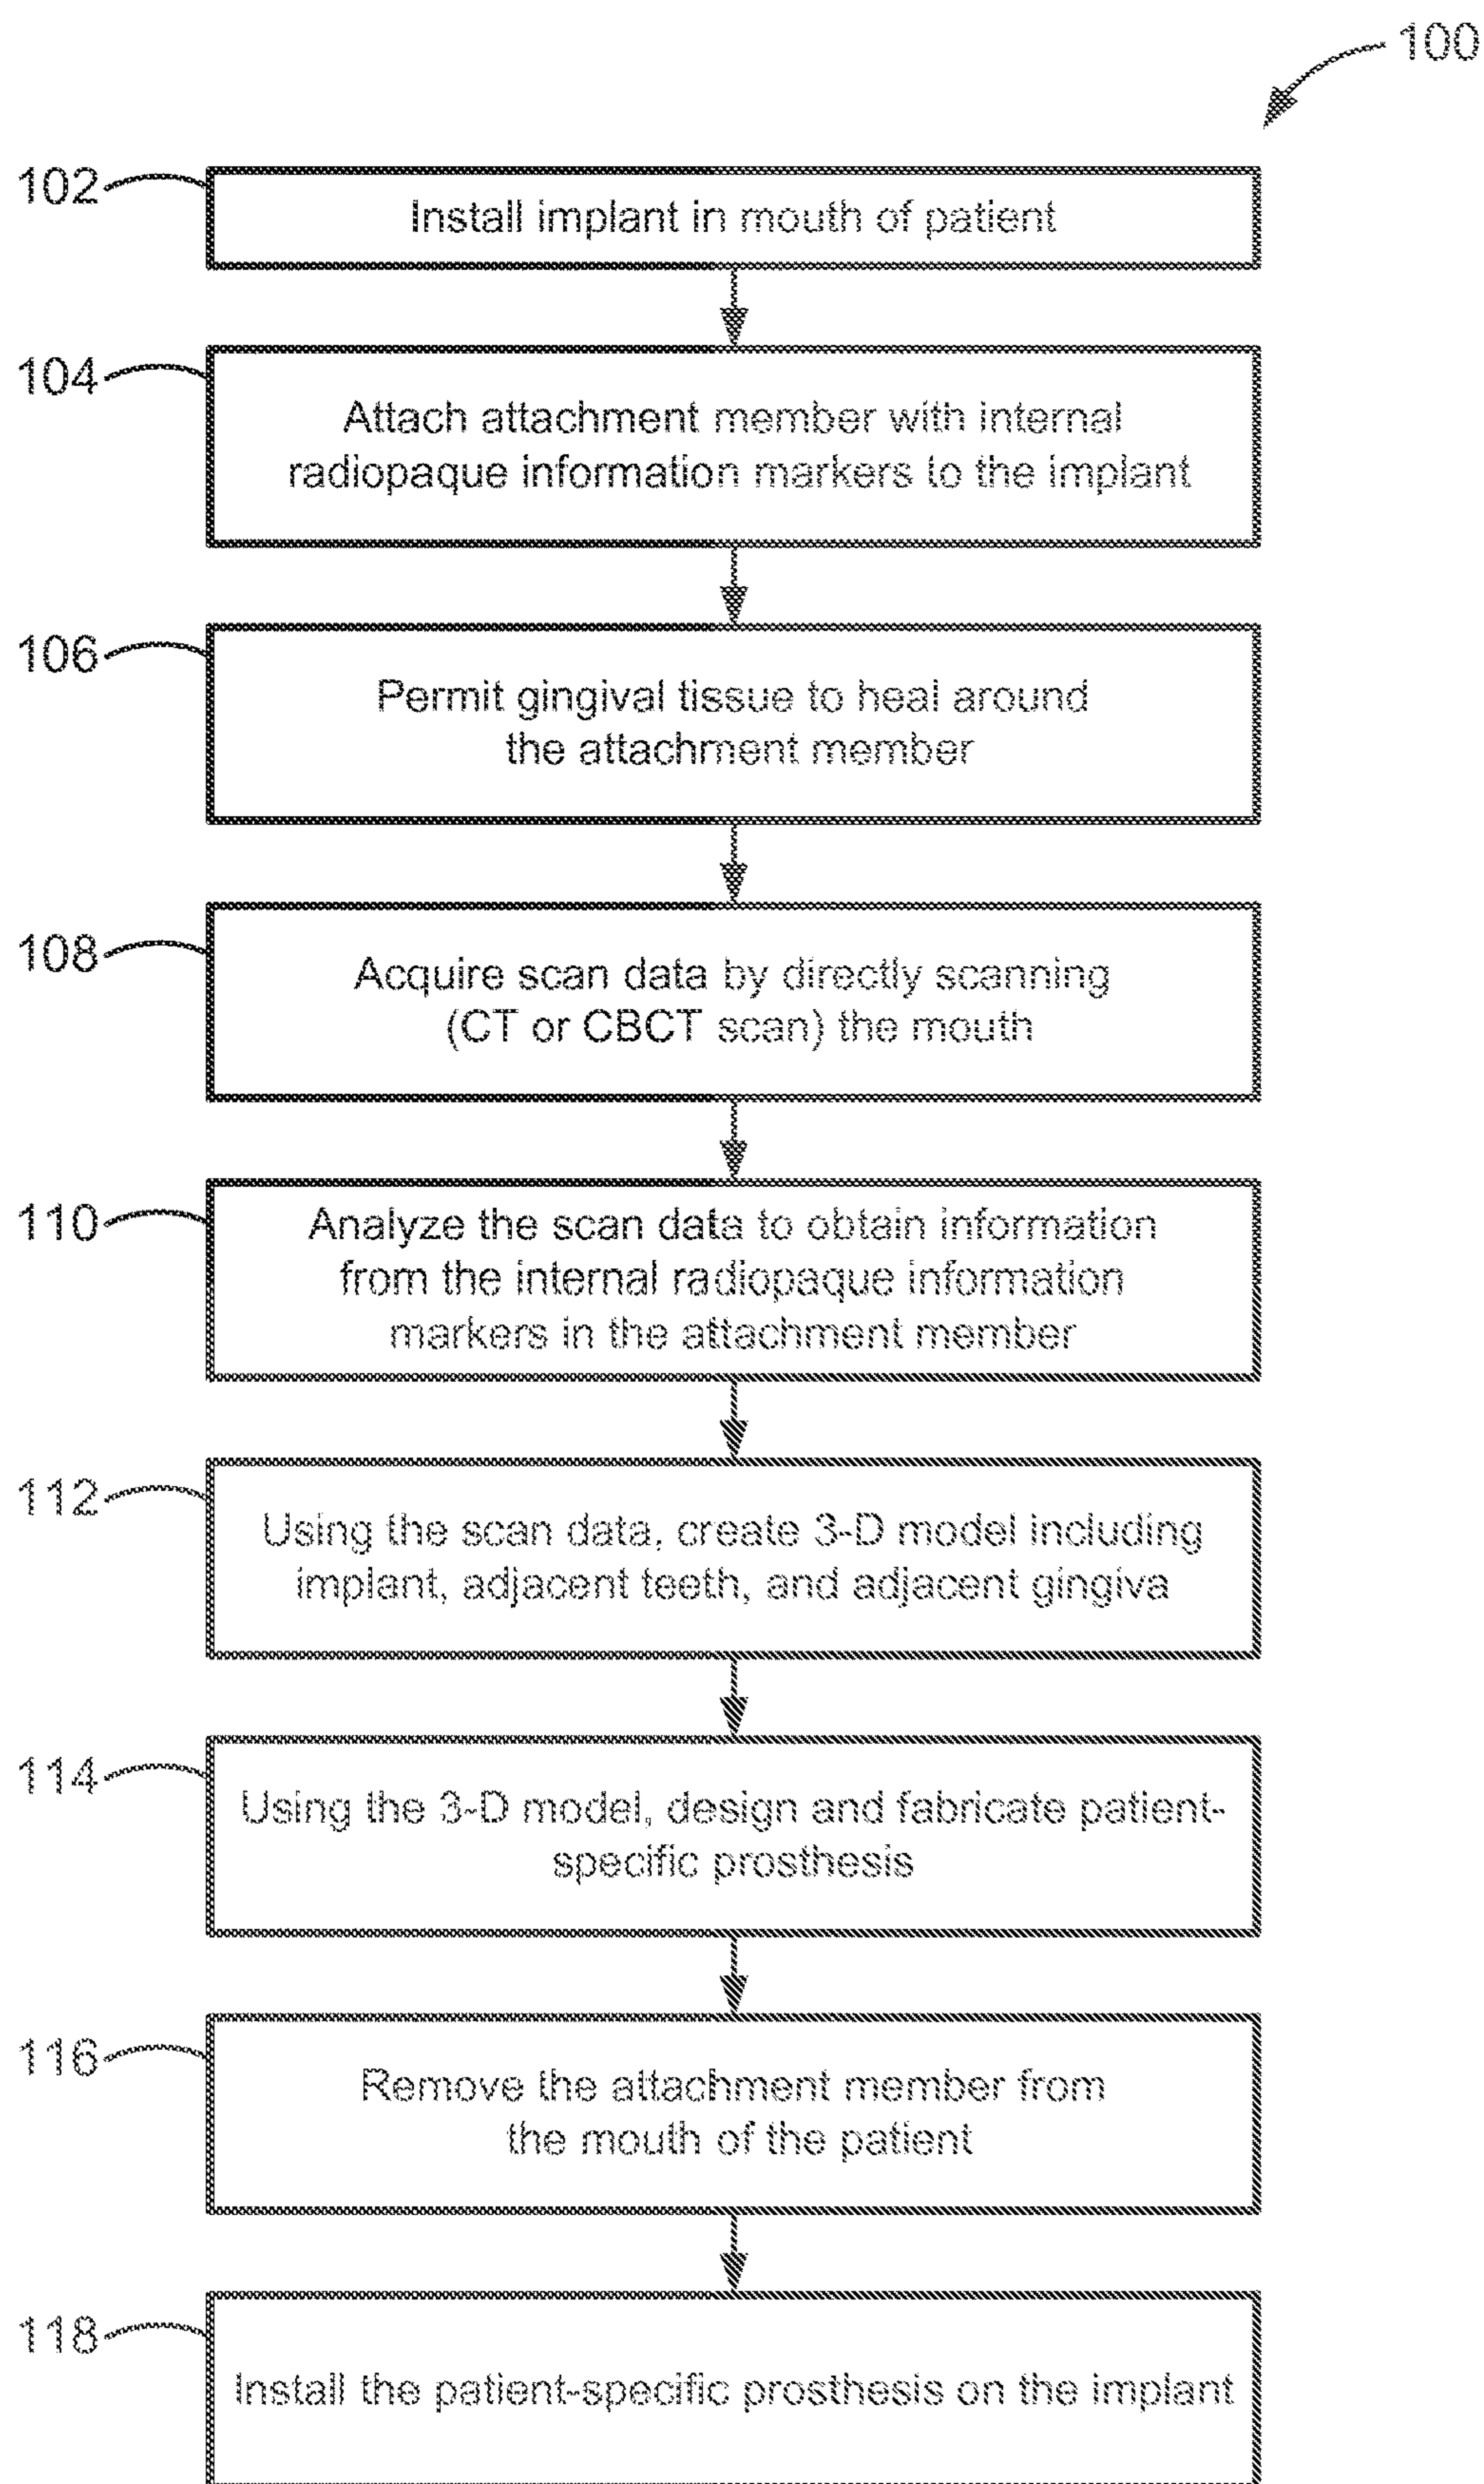 100
102
Install implant in mouth of patient
104
Attach attachment member with internal
radiopaque information markers to the implant
106
Permit gingival tissue to heal around
the attachment member
108
Acquire scan data by directly scanning
(CT or CBCT scan) the mouth
110
Analyze the scan data to obtain information
from the internal radiopaque information
markers in the attachment member
112
Using the scan data, create 3-D model including
implant, adjacent teeth, and adjacent gingiva
114
Using the 3-D model, design and fabricate patient-
specific prosthesis
116
Remove the attachment member from
the mouth of the patient
118
Install the patient-specific prosthesis on the implant